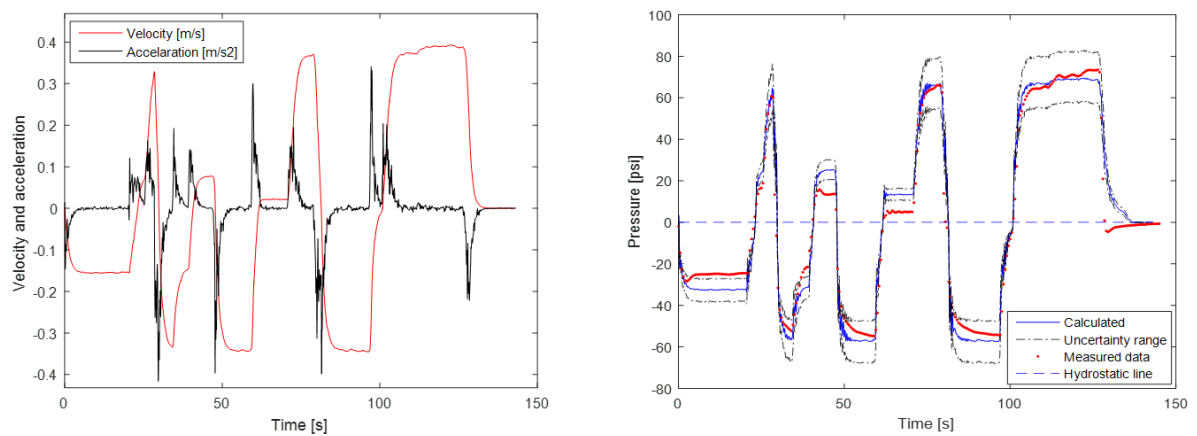 Velocity and acceleration
0.4
0.3
0.2
0.1
0
-0.1
-0.2
-0.3
-0.4
Velocity [m/s]
Accelaration [m/s2]
0
50
100
150
Time [s]
Pressure [psi]
100
80
60
40
20
0
-20
-40
-60
-80
Calculated
Uncertainty range
Measured data
Hydrostatic line
0
50
100
150
Time [s]